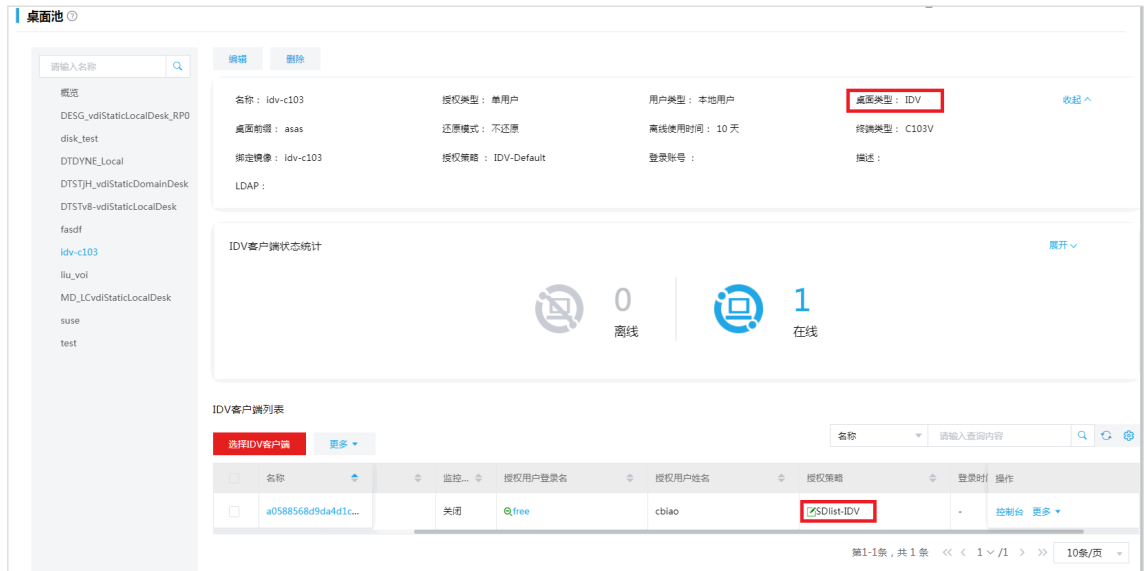 桌面池
请输入名称
概览
DESG_vdiStaticLocalDesk_RP0
disk_test
DTDYNE_Local
DTSTjH_vdiStaticDomainDesk
DTSTv8-vdiStaticLocalDesk
fasdf
idv-c103
liu_voi
MD_LCvdiStaticLocalDesk
suse
test
编辑 删除
名称： idv-c103 授权类型： 单用户 用户类型： 本地用户 桌面类型： IDV 收起
桌面前缀： asas 还原模式： 不还原 离线使用时间： 10 天 终端类型： C103V
绑定镜像： idv-c103 授权策略 ： IDV-Default 登录账号 ： 描述：
LDAP：
IDV客户端状态统计 展开
0 1
离线 在线
IDV客户端列表
选择IDV客户端 更多 名称 请输入查询内容
名称 监控... 授权用户登录名 授权用户姓名 授权策略 登录时 操作
a0588568d9da4d1c... 关闭 free cbiao SDlist-IDV - 控制台 更多
第1-1条，共 1 条 1 /1 10条/页